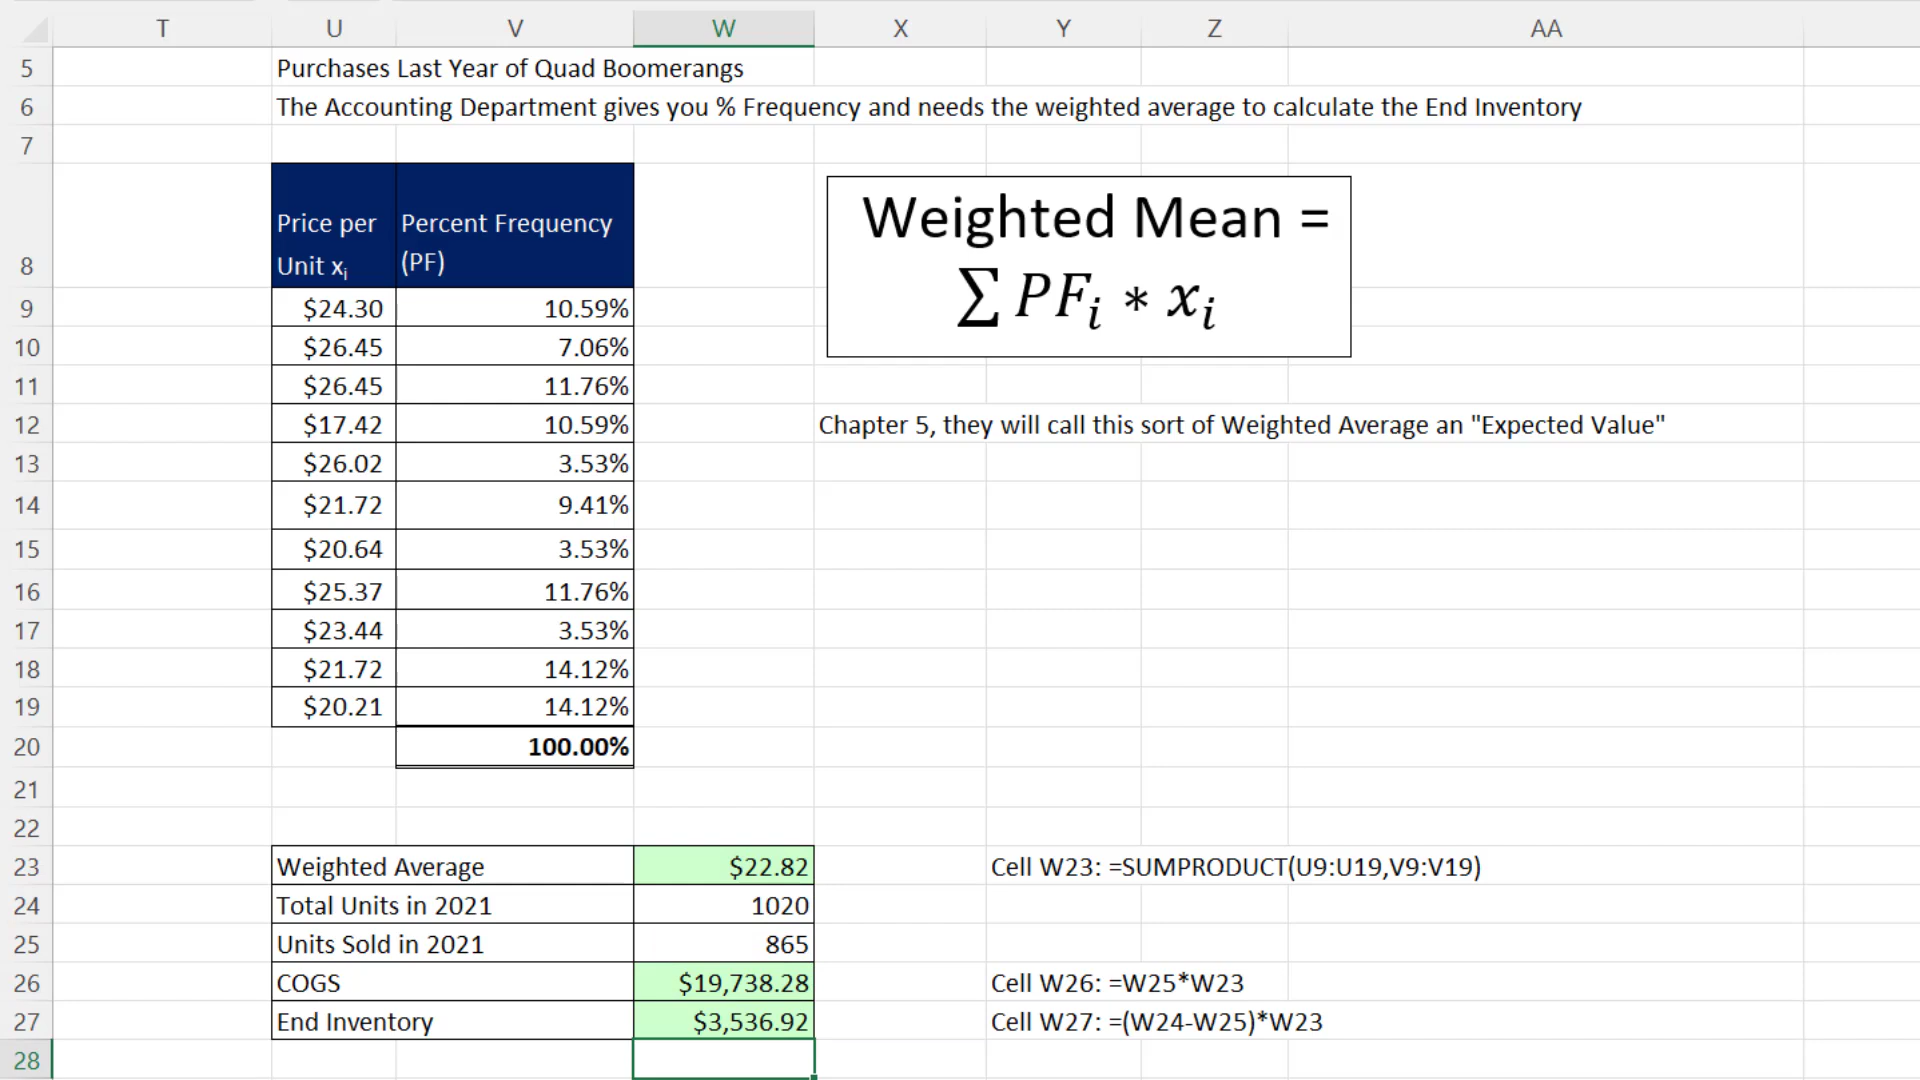 T U V W X Y Z AA
5 Purchases Last Year of Quad Boomerangs
6 The Accounting Department gives you % Frequency and needs the weighted average to calculate the End Inventory
7
8 Price per Unit xᵢ Percent Frequency (PF)
Weighted Mean =
∑ PFᵢ * xᵢ
9 $24.30 10.59%
10 $26.45 7.06%
11 $26.45 11.76%
12 $17.42 10.59% Chapter 5, they will call this sort of Weighted Average an "Expected Value"
13 $26.02 3.53%
14 $21.72 9.41%
15 $20.64 3.53%
16 $25.37 11.76%
17 $23.44 3.53%
18 $21.72 14.12%
19 $20.21 14.12%
20 100.00%
21
22
23 Weighted Average $22.82 Cell W23: =SUMPRODUCT(U9:U19,V9:V19)
24 Total Units in 2021 1020
25 Units Sold in 2021 865
26 COGS $19,738.28 Cell W26: =W25*W23
27 End Inventory $3,536.92 Cell W27: =(W24-W25)*W23
28